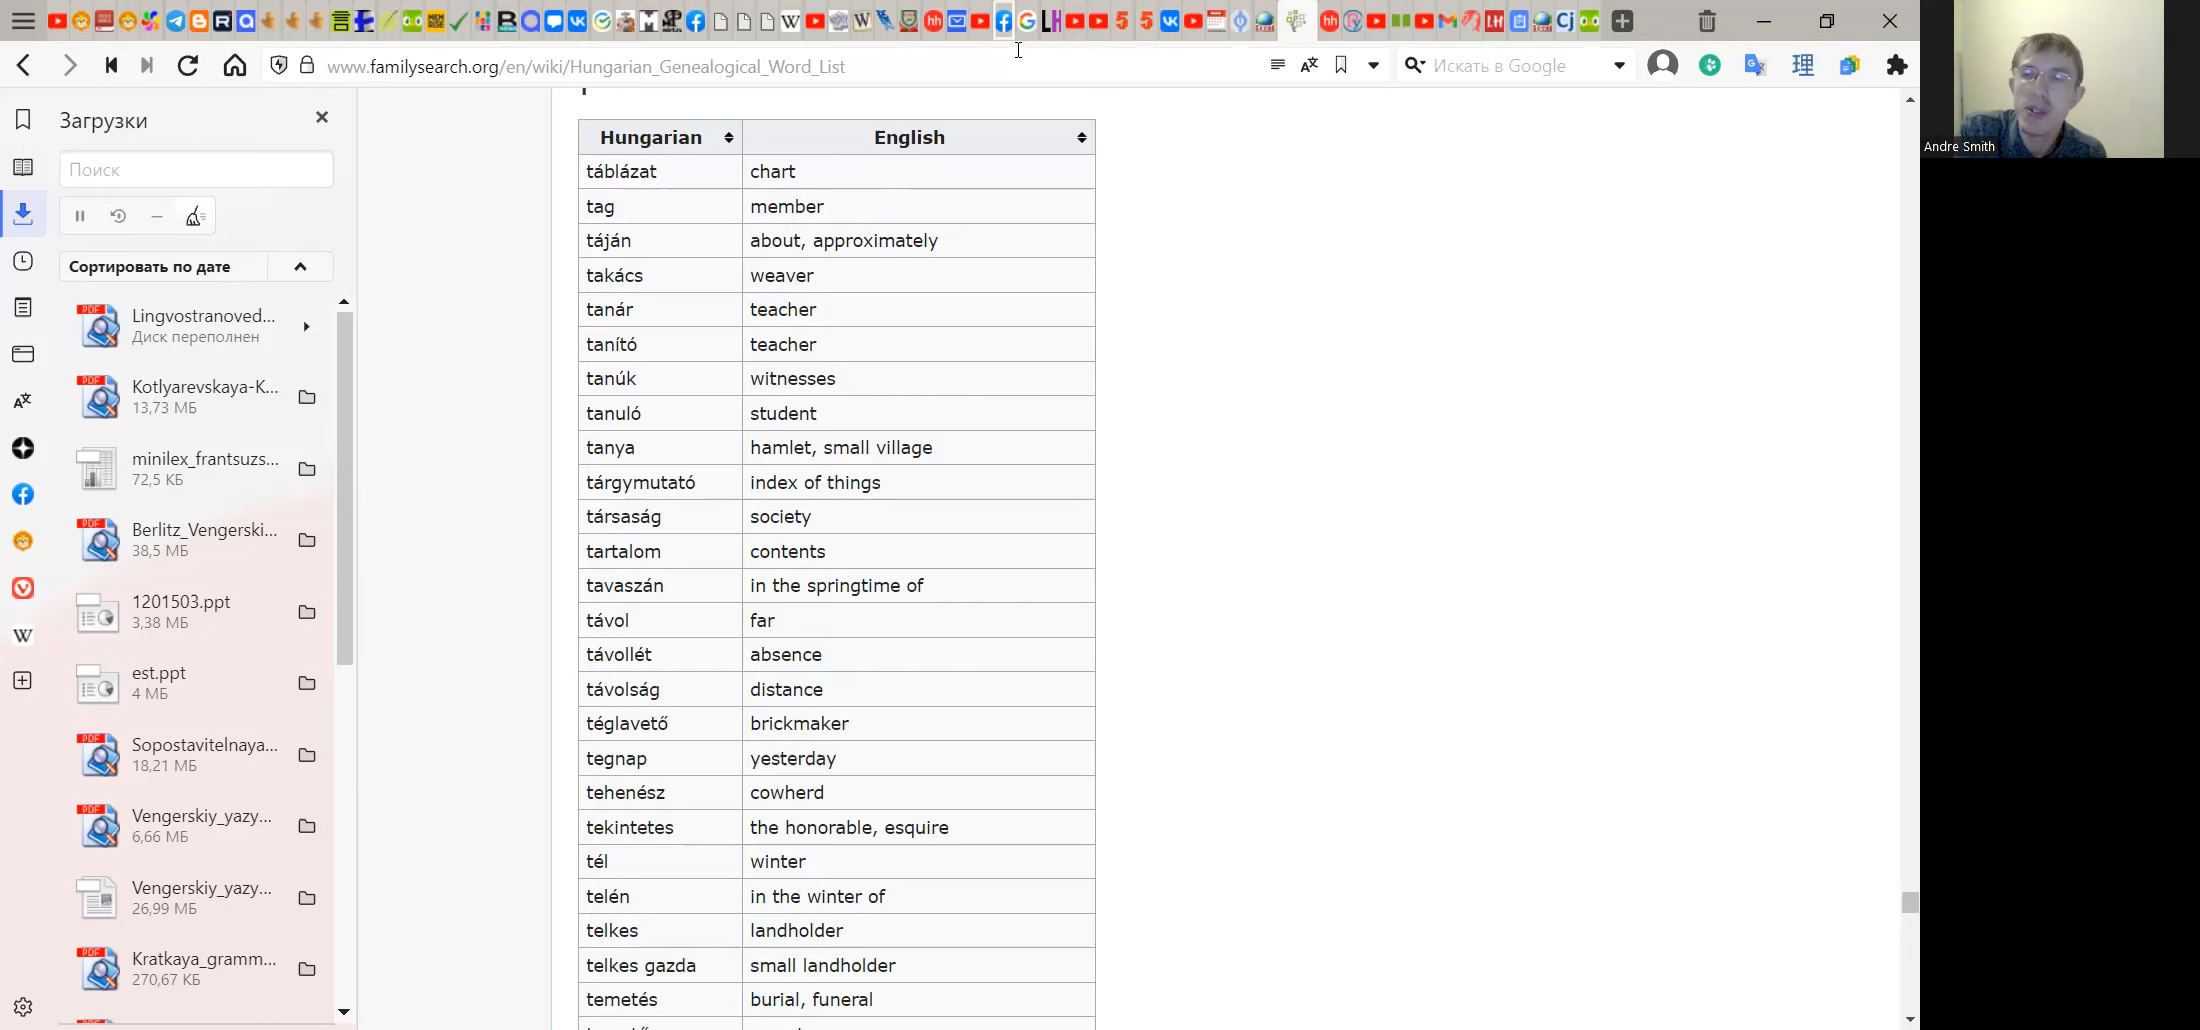 www.familysearch.org/en/wiki/Hungarian_Genealogical_Word_List
Искать в Google
Загрузки
Поиск
Сортировать по дате
Lingvostranoved...
Диск переполнен
Kotlyarevskaya-K...
13,73 МБ
minilex_frantsuzs...
72,5 КБ
Berlitz_Vengerski...
38,5 МБ
1201503.ppt
3,38 МБ
est.ppt
4 МБ
Sopostavitelnaya...
18,21 МБ
Vengerskiy_yazy...
6,66 МБ
Vengerskiy_yazy...
26,99 МБ
Kratkaya_gramm...
270,67 КБ
Hungarian English
táblázat chart
tag member
táján about, approximately
takács weaver
tanár teacher
tanító teacher
tanúk witnesses
tanuló student
tanya hamlet, small village
tárgymutató index of things
társaság society
tartalom contents
tavaszán in the springtime of
távol far
távollét absence
távolság distance
téglavető brickmaker
tegnap yesterday
tehenész cowherd
tekintetes the honorable, esquire
tél winter
telén in the winter of
telkes landholder
telkes gazda small landholder
temetés burial, funeral
Andre Smith